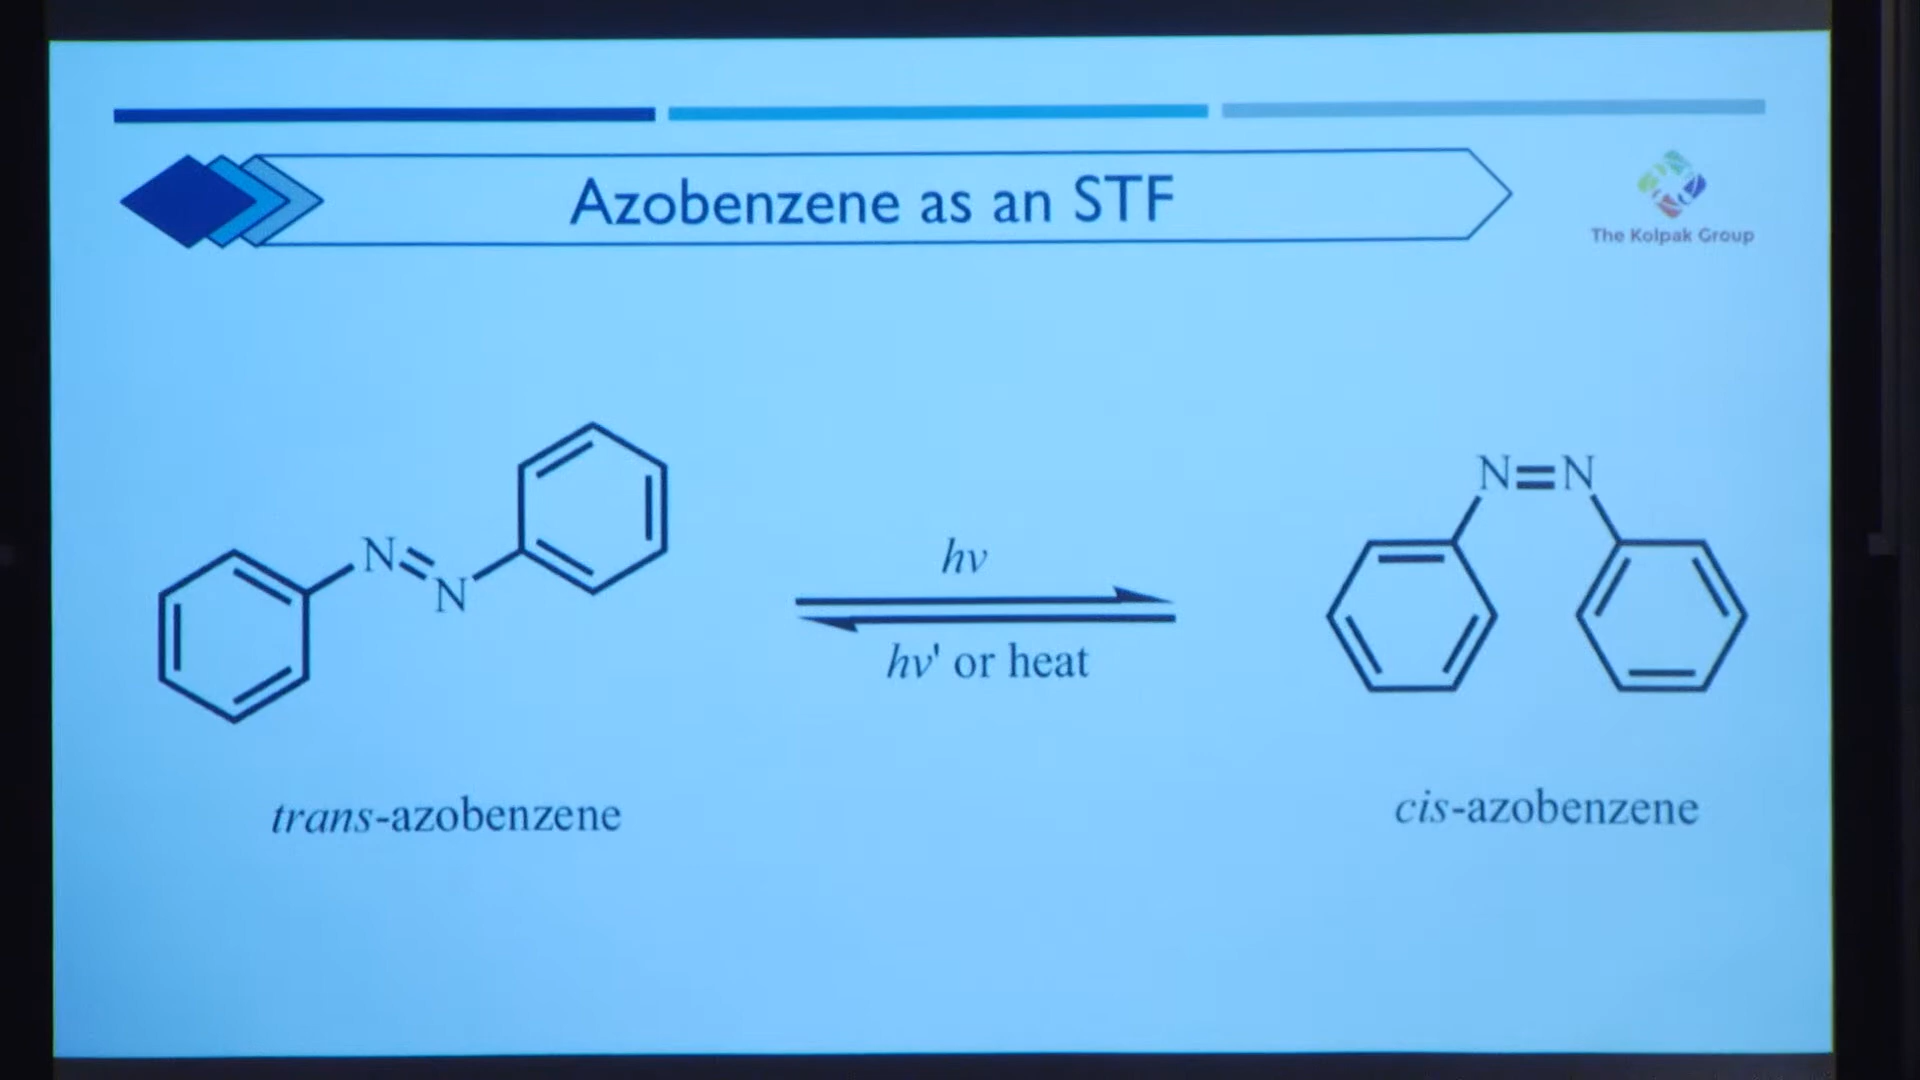 Azobenzene as an STF
The Kolpak Group
N=N
N=N
hv
hv' or heat
trans-azobenzene
cis-azobenzene